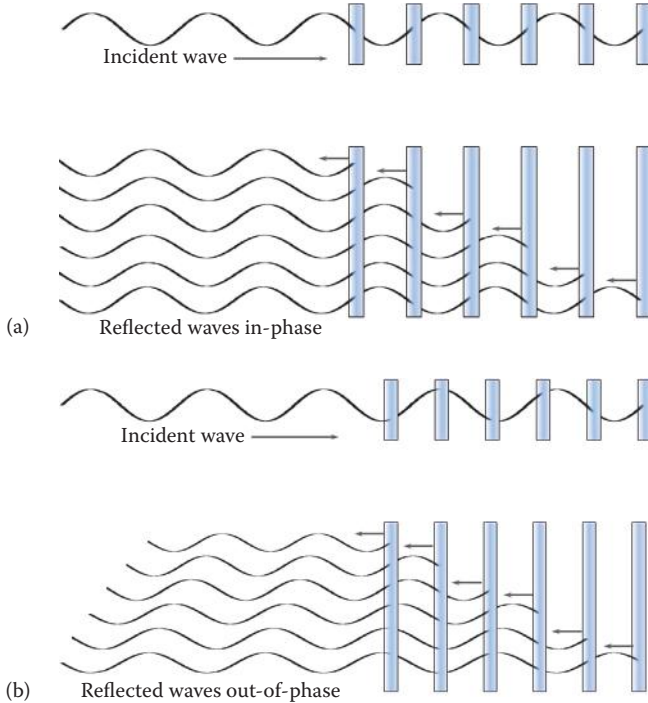 Incident wave
(a)
Reflected waves in-phase
Incident wave
(b)
Reflected waves out-of-phase